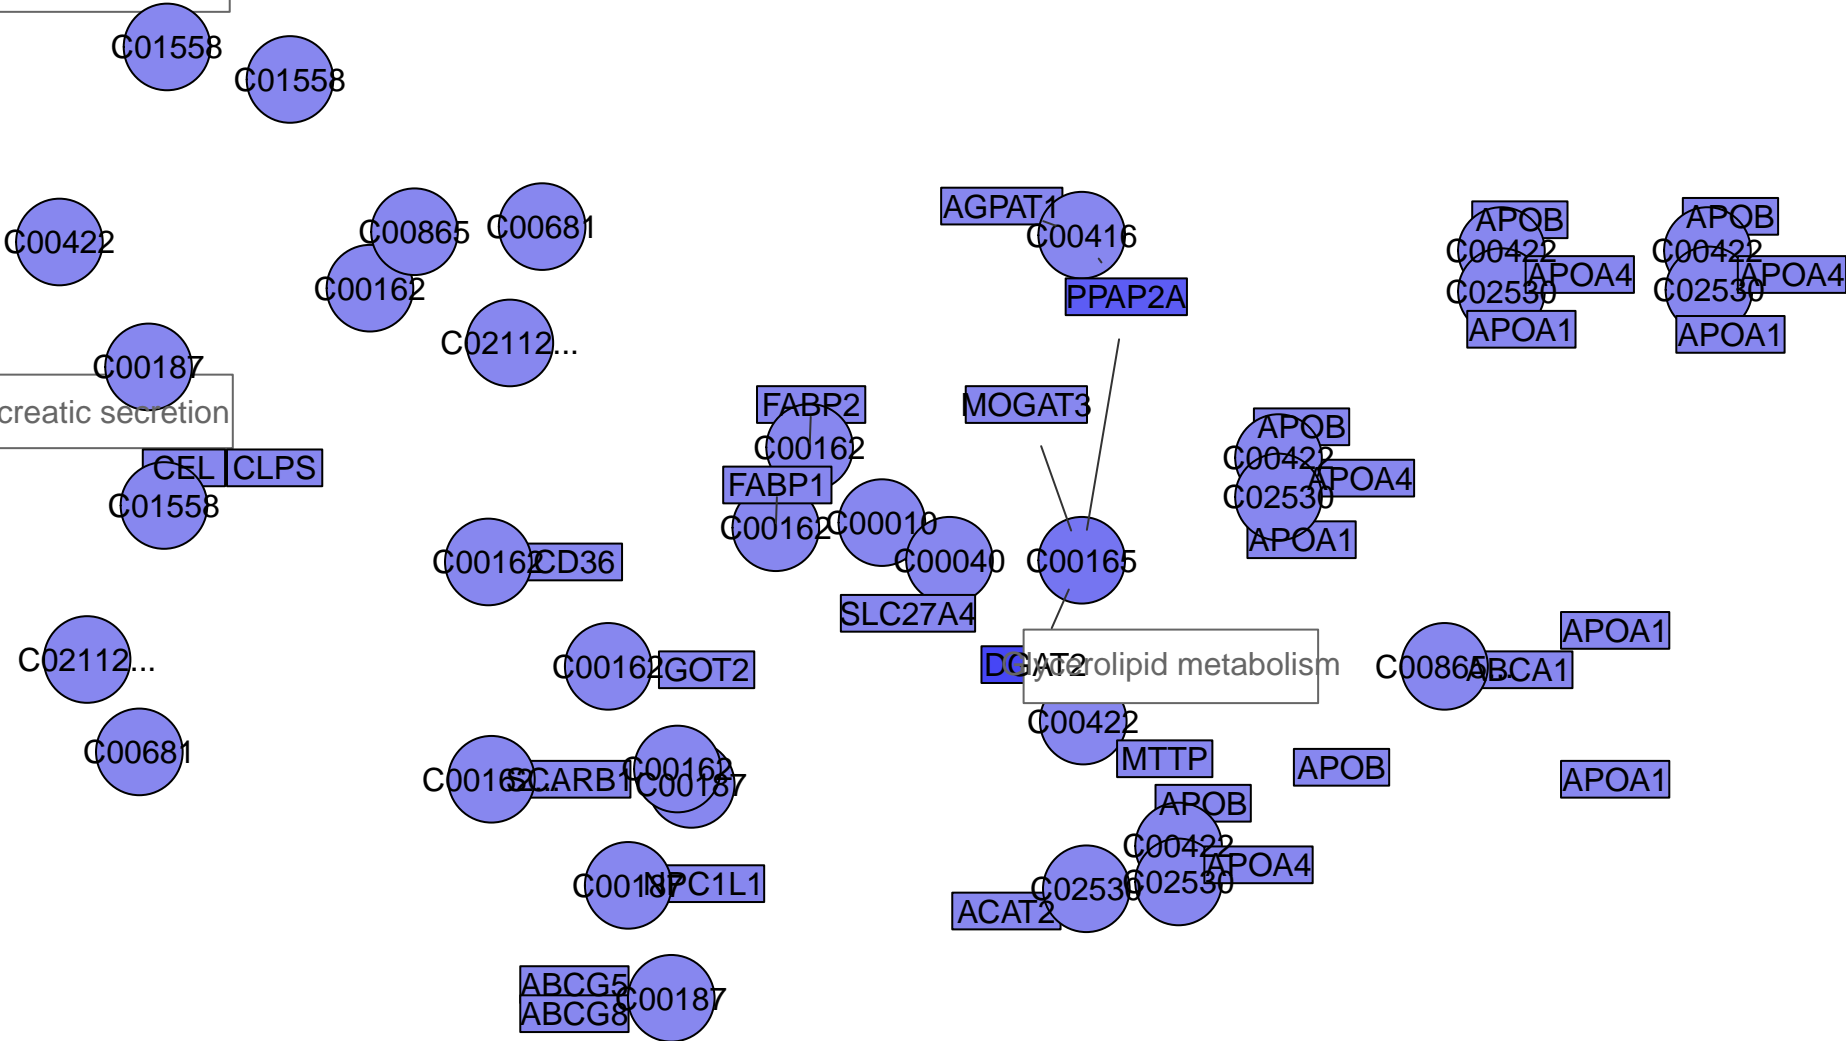 C01558
C01558
AGPAT1
APOB
APOB
C00865
C00681
C00416
C00422
C00422
C00422
APOA4
APOA4
C00162
C02530
C02530
PPAP2A
APOA1
APOA1
C02112...
C00187
creatic secretion
FABP2
MOGAT3
APOB
C00162
C00422
CEL
CLPS
APOA4
FABP1
C02530
C01558
C00162
C00010
APOA1
C00162
CD36
C00040
C00165
SLC27A4
APOA1
C02112...
C00162
GOT2
DGAT2
Glycerolipid metabolism
C00865...
ABCA1
C00422
C00681
MTTP
APOB
C00162...
SCARB1
C00162
C00187
APOA1
APOB
C00422
APOA4
C00187
NPC1L1
C02530
C02530
ACAT2
ABCG5
C00187
ABCG8